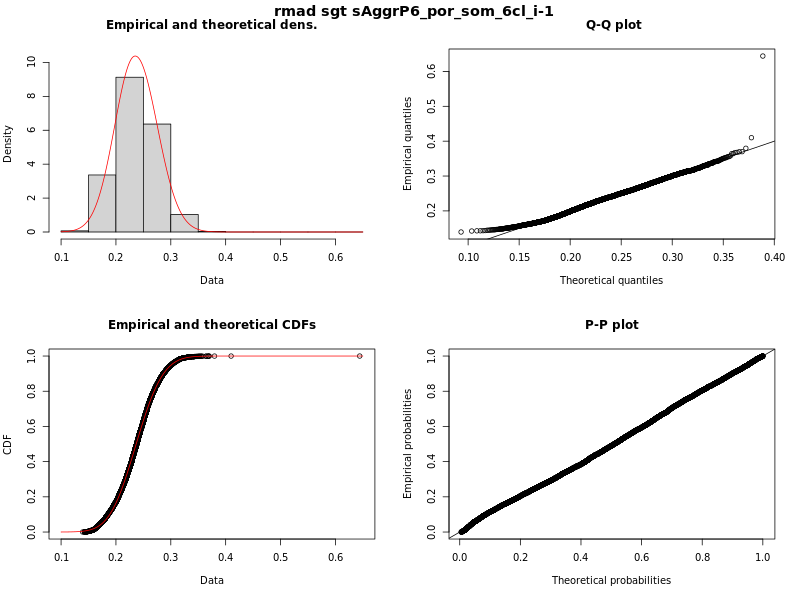 rmad sgt sAggrP6_por_som_6cl_i-1
Empirical and theoretical dens.
Density
0 2 4 6 8 10
0.1 0.2 0.3 0.4 0.5 0.6
Data
Q-Q plot
Empirical quantiles
0.2 0.3 0.4 0.5 0.6
0.10 0.15 0.20 0.25 0.30 0.35 0.40
Theoretical quantiles
Empirical and theoretical CDFs
CDF
0.0 0.2 0.4 0.6 0.8 1.0
0.1 0.2 0.3 0.4 0.5 0.6
Data
P-P plot
Empirical probabilities
0.0 0.2 0.4 0.6 0.8 1.0
0.0 0.2 0.4 0.6 0.8 1.0
Theoretical probabilities